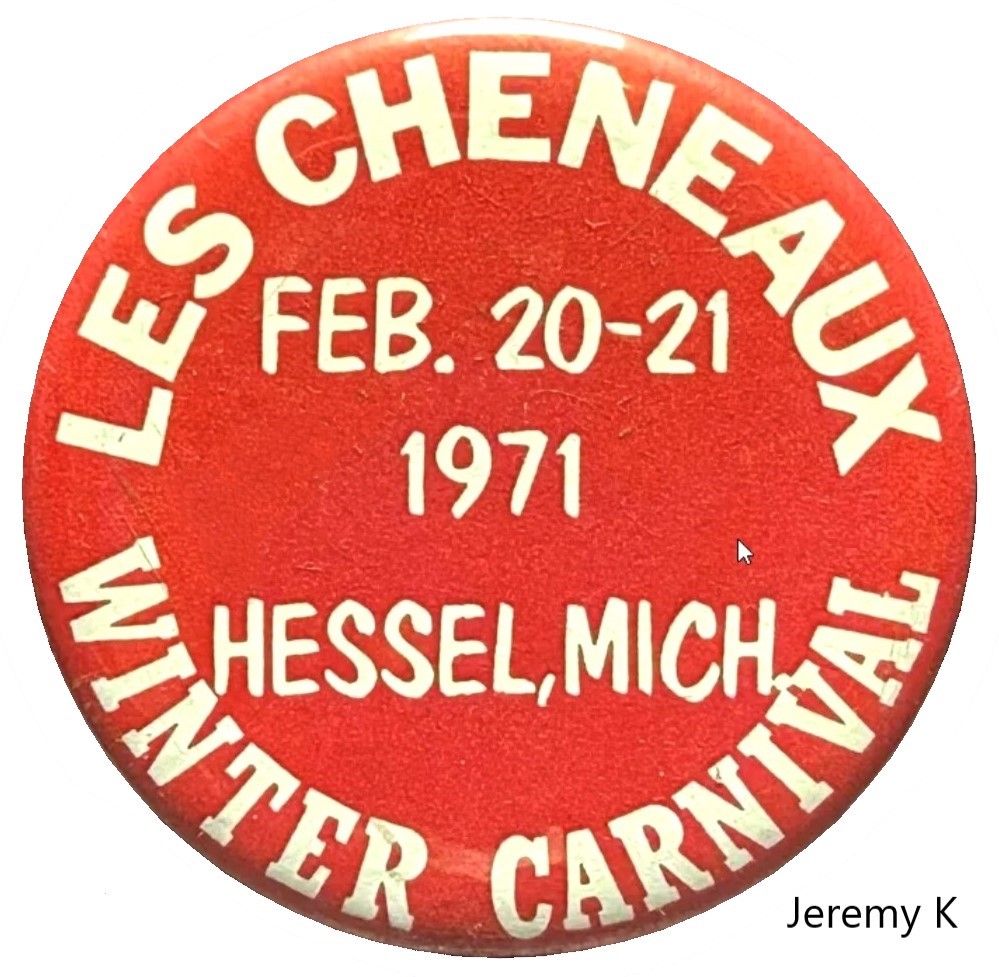 LES CHENEAUX
FEB. 20-21
1971
HESSEL, MICH.
WINTER CARNIVAL
Jeremy K